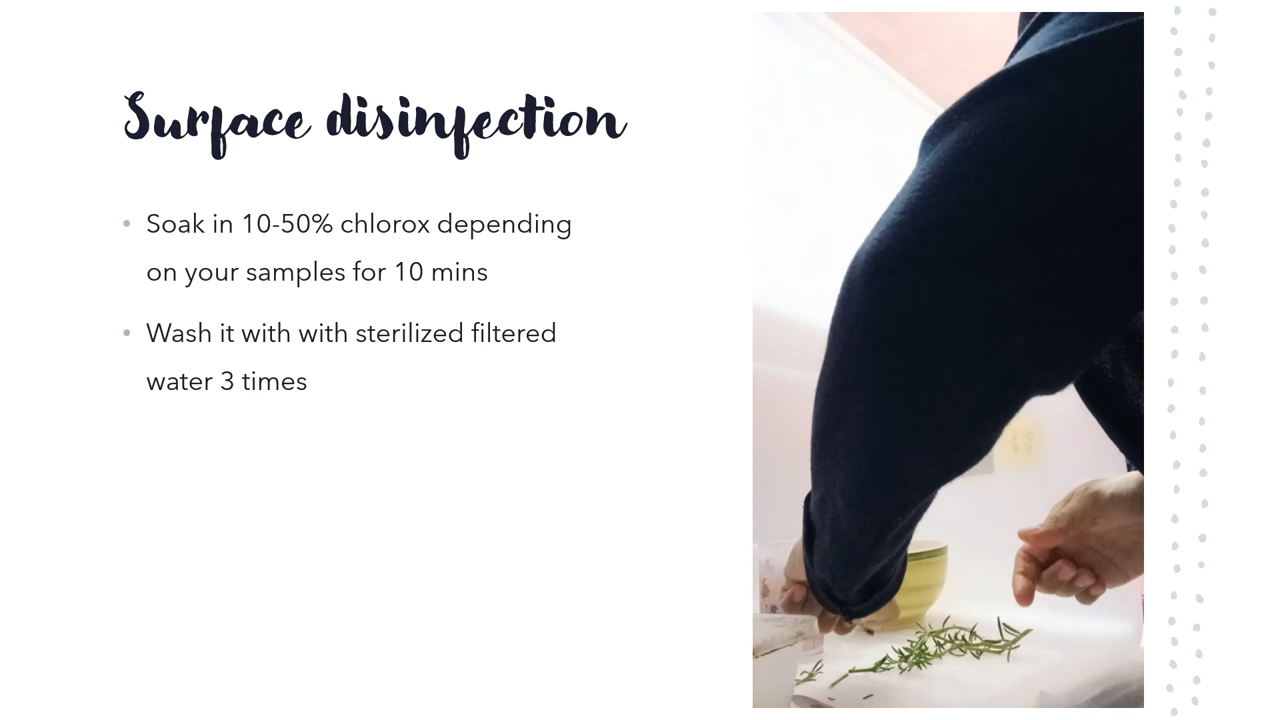 Surface disinfection
• Soak in 10-50% chlorox depending
on your samples for 10 mins
• Wash it with with sterilized filtered
water 3 times